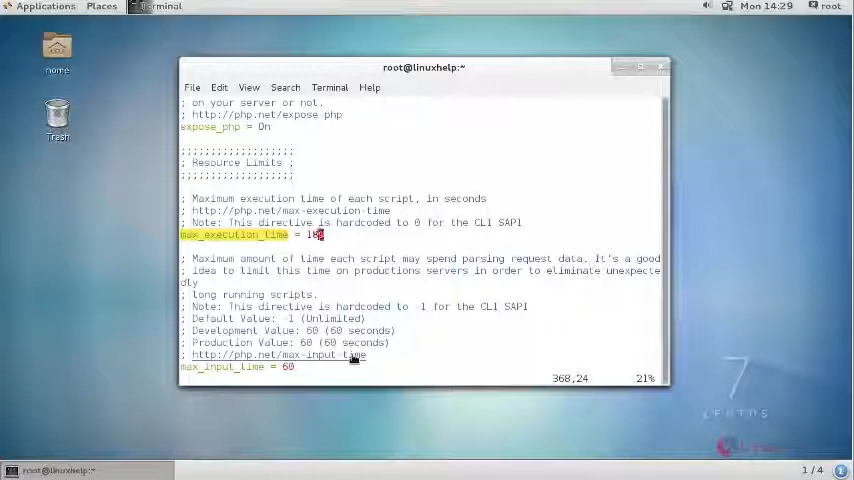 Applications Places Terminal Mon 14:29 root
home
Trash
root@linuxhelp:~
File Edit View Search Terminal Help
; on your server or not.
; http://php.net/expose-php
expose_php = On
;;;;;;;;;;;;;;;;;;;
; Resource Limits ;
;;;;;;;;;;;;;;;;;;;
; Maximum execution time of each script, in seconds
; http://php.net/max-execution-time
; Note: This directive is hardcoded to 0 for the CLI SAPI
max_execution_time = 180
; Maximum amount of time each script may spend parsing request data. It's a good
; idea to limit this time on productions servers in order to eliminate unexpecte
dly
; long running scripts.
; Note: This directive is hardcoded to -1 for the CLI SAPI
; Default Value: -1 (Unlimited)
; Development Value: 60 (60 seconds)
; Production Value: 60 (60 seconds)
; http://php.net/max-input-time
max_input_time = 60
368,24 21%
7
CENTOS
root@linuxhelp:~
1 / 4 1